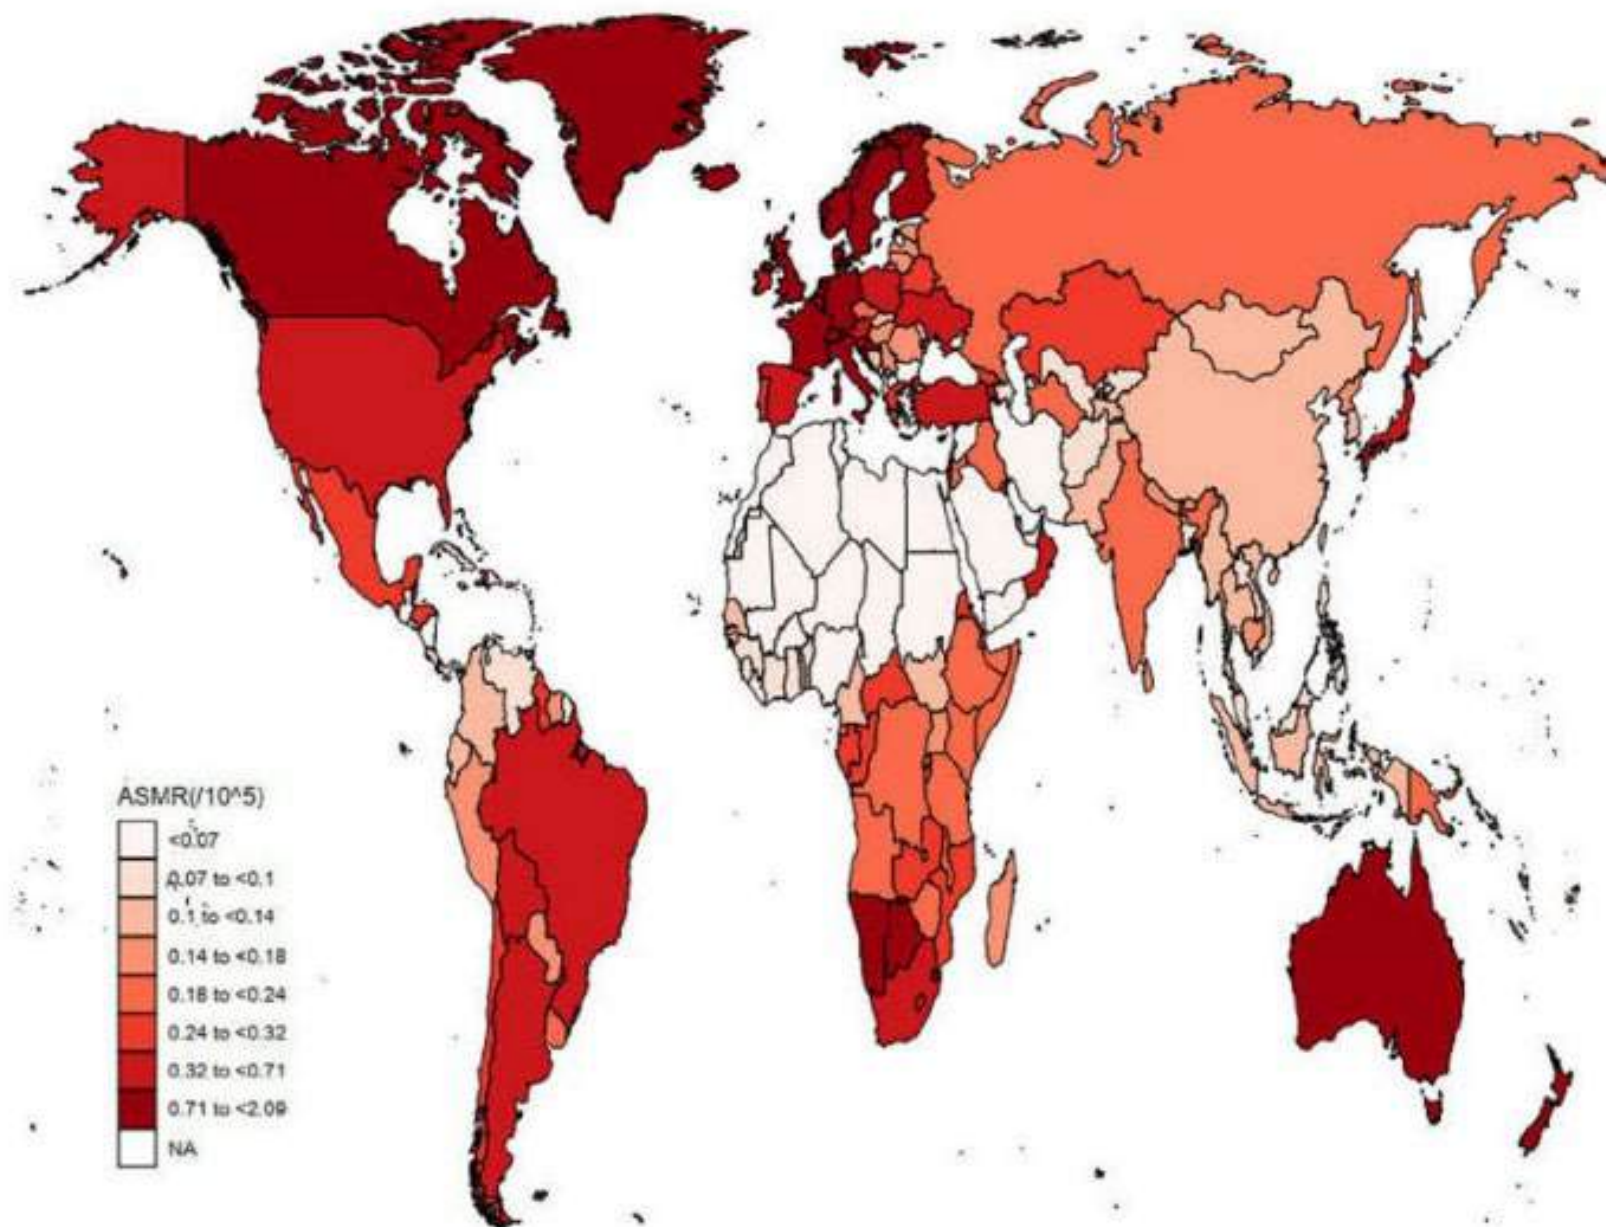 ASMR(/10^5)
<0.07
0.07 to <0.1
0.1 to <0.14
0.14 to <0.18
0.18 to <0.24
0.24 to <0.32
0.32 to <0.71
0.71 to <2.09
NA